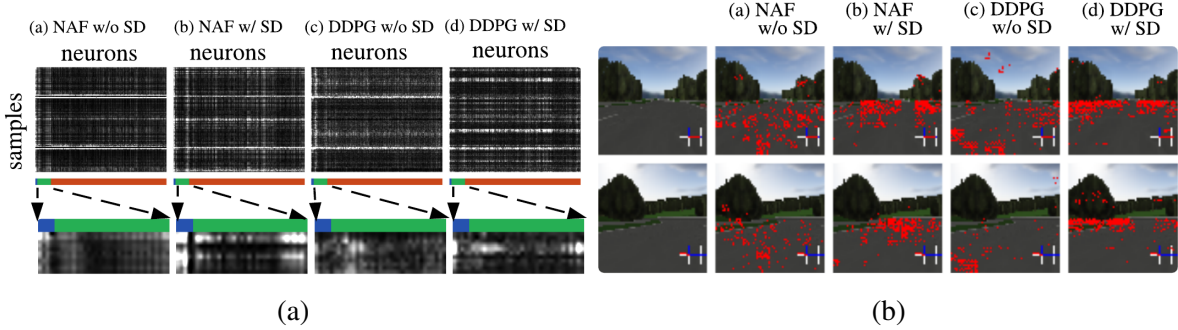 (a) NAF w/o SD
neurons
(b) NAF w/ SD
neurons
(c) DDPG w/o SD
neurons
(d) DDPG w/ SD
neurons
samples
(a)
(a) NAF
w/o SD
(b) NAF
w/ SD
(c) DDPG
w/o SD
(d) DDPG
w/ SD
(b)